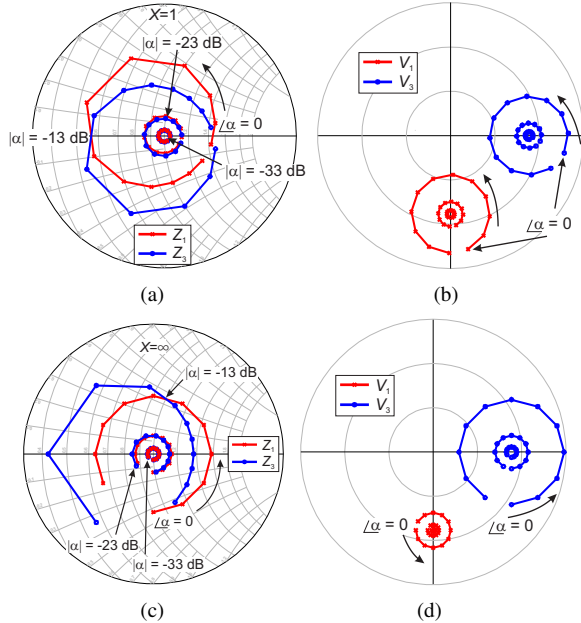 X=1
|α| = -23 dB
∠α = 0
|α| = -13 dB
|α| = -33 dB
Z1
Z3
(a)
V1
V3
∠α = 0
(b)
X=∞
|α| = -13 dB
Z1
Z3
∠α = 0
|α| = -23 dB
|α| = -33 dB
(c)
V1
V3
∠α = 0
∠α = 0
(d)